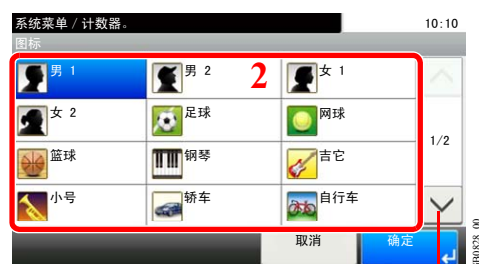 系统菜单 / 计数器。 10:10
图标
男 1 男 2 2 女 1
女 2 足球 网球
1/2
篮球 钢琴 吉它
小号 轿车 自行车
取消 确定